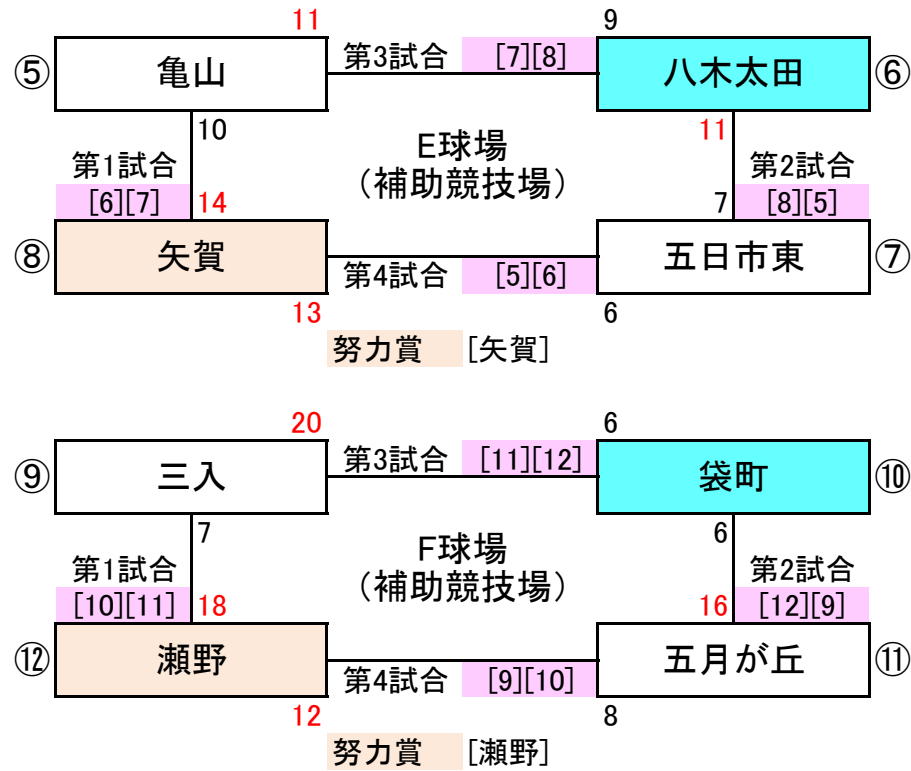 11 9
⑤ 亀山 第3試合 [7][8] 八木太田 ⑥
10 E球場 11
第1試合 (補助競技場) 第2試合
[6][7] 14 7 [8][5]
⑧ 矢賀 第4試合 [5][6] 五日市東 ⑦
13 6
努力賞 [矢賀]
20 6
⑨ 三入 第3試合 [11][12] 袋町 ⑩
7 F球場 6
第1試合 (補助競技場) 第2試合
[10][11] 18 16 [12][9]
⑫ 瀬野 第4試合 [9][10] 五月が丘 ⑪
12 8
努力賞 [瀬野]